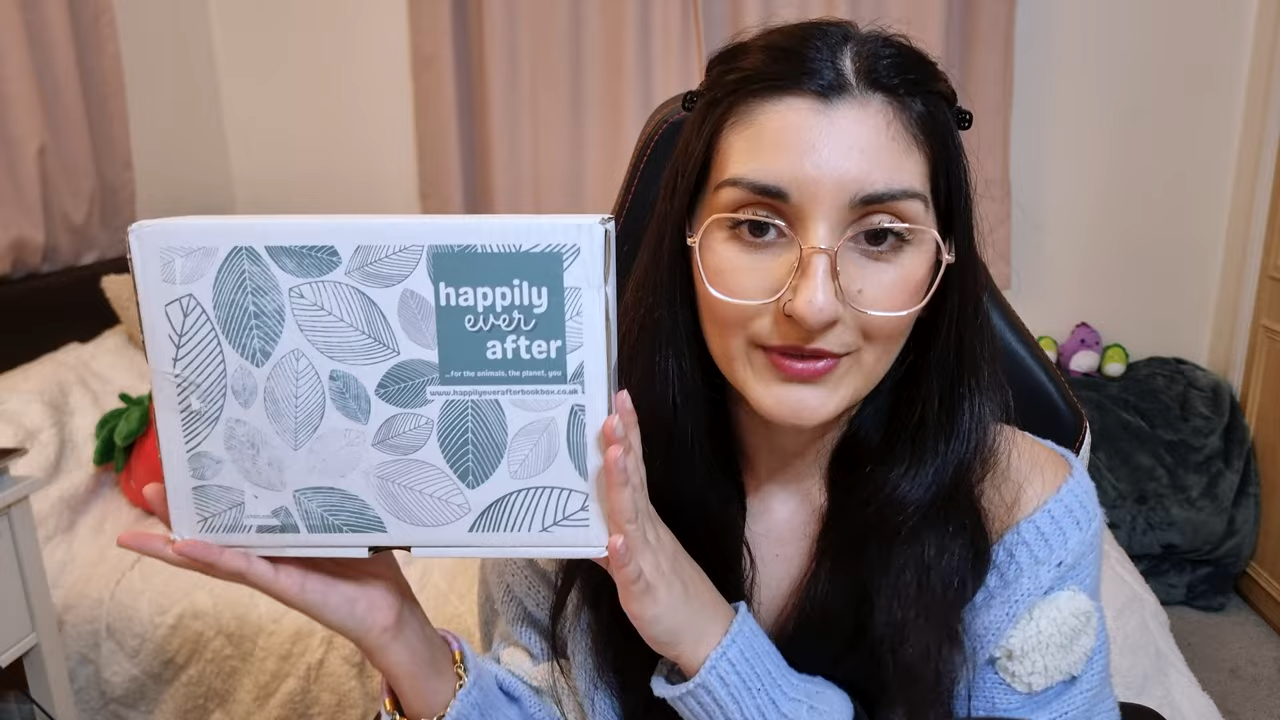 happily
ever
after
...for the animals, the planet, you
www.happilyeverafterbookbox.co.uk